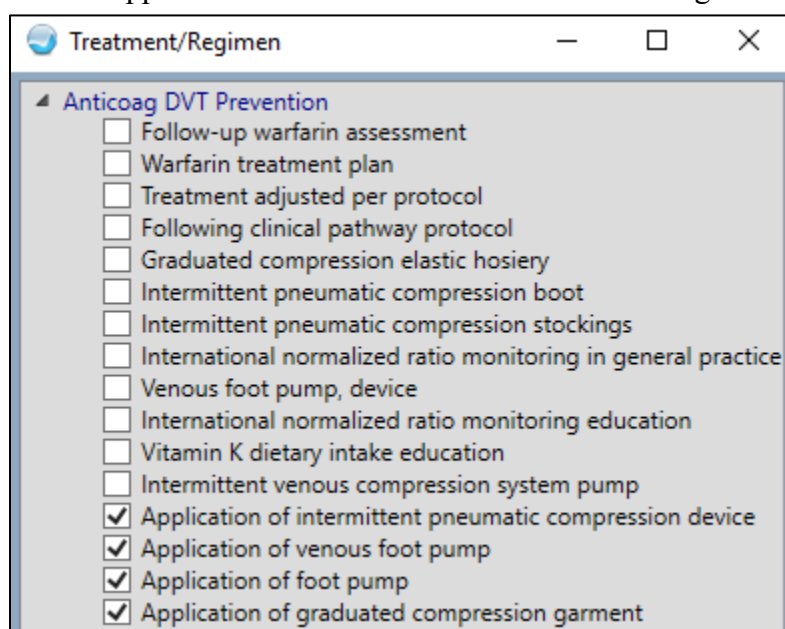 Treatment/Regimen
Anticoag DVT Prevention
Follow-up warfarin assessment
Warfarin treatment plan
Treatment adjusted per protocol
Following clinical pathway protocol
Graduated compression elastic hosiery
Intermittent pneumatic compression boot
Intermittent pneumatic compression stockings
International normalized ratio monitoring in general practice
Venous foot pump, device
International normalized ratio monitoring education
Vitamin K dietary intake education
Intermittent venous compression system pump
Application of intermittent pneumatic compression device
Application of venous foot pump
Application of foot pump
Application of graduated compression garment